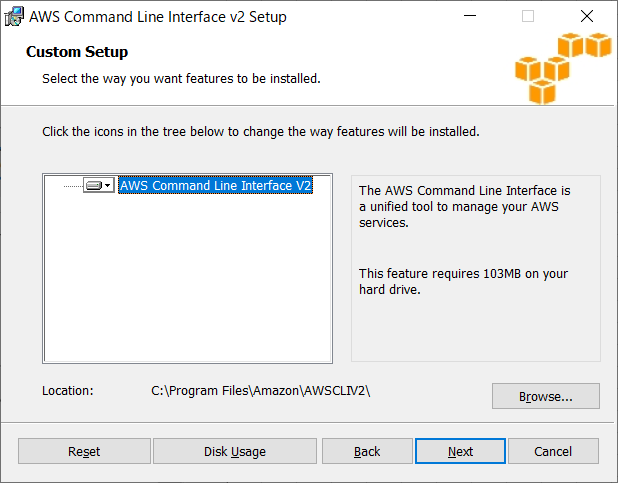 AWS Command Line Interface v2 Setup
Custom Setup
Select the way you want features to be installed.
Click the icons in the tree below to change the way features will be installed.
AWS Command Line Interface V2
The AWS Command Line Interface is
a unified tool to manage your AWS
services.
This feature requires 103MB on your
hard drive.
Location: C:\Program Files\Amazon\AWSCLIV2\
Browse...
Reset Disk Usage Back Next Cancel